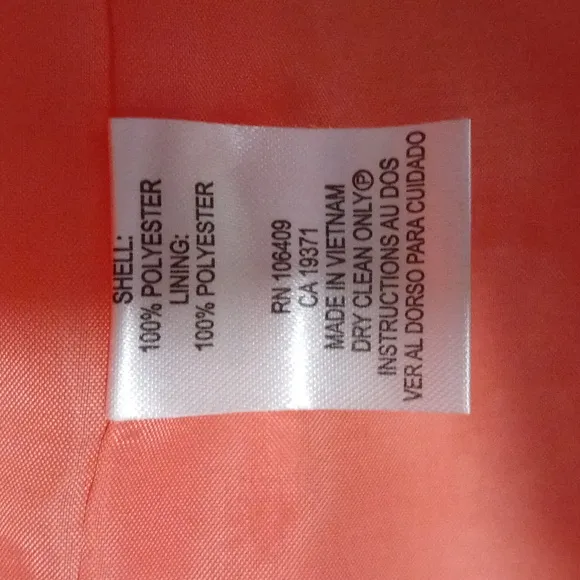 SHELL:
100% POLYESTER
LINING:
100% POLYESTER
RN 106409
CA 19371
MADE IN VIETNAM
DRY CLEAN ONLY Ⓟ
INSTRUCTIONS AU DOS
VER AL DORSO PARA CUIDADO